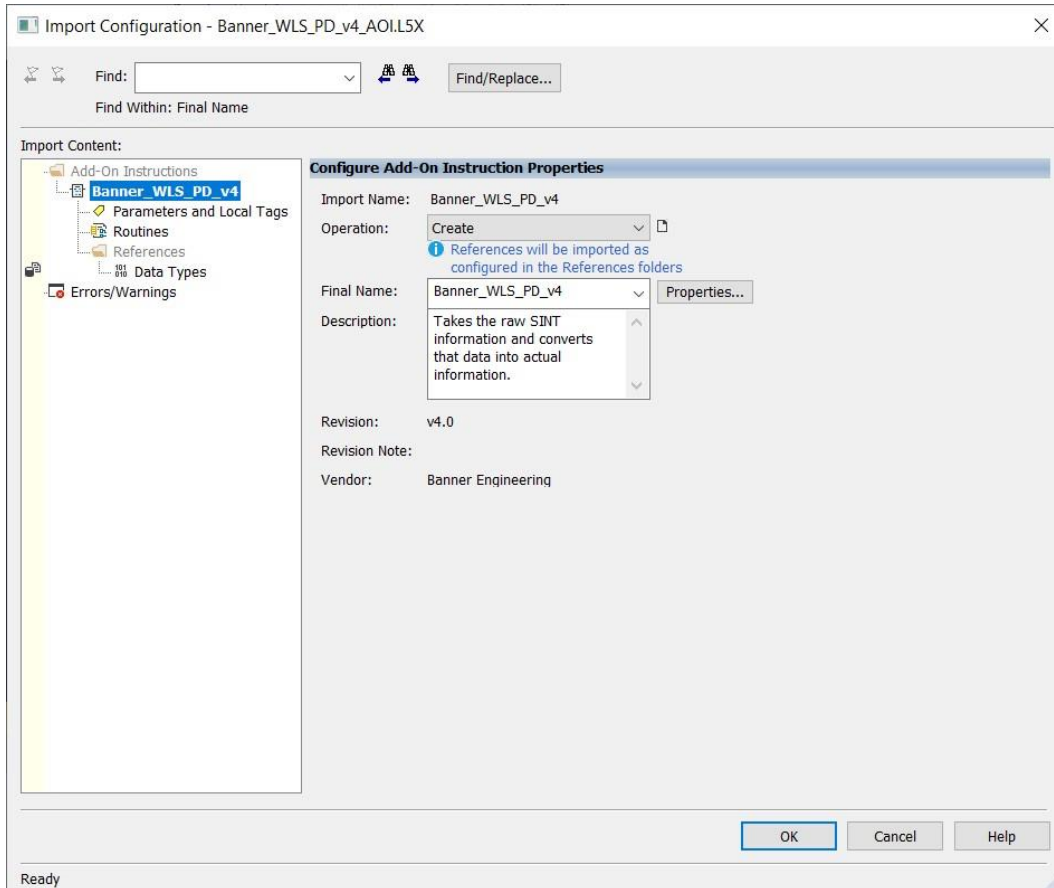 Import Configuration - Banner_WLS_PD_v4_AOI.L5X
Find:
Find/Replace...
Find Within: Final Name
Import Content:
Add-On Instructions
Banner_WLS_PD_v4
Parameters and Local Tags
Routines
References
Data Types
Errors/Warnings
Configure Add-On Instruction Properties
Import Name: Banner_WLS_PD_v4
Operation: Create
References will be imported as
configured in the References folders
Final Name: Banner_WLS_PD_v4 Properties...
Description: Takes the raw SINT
information and converts
that data into actual
information.
Revision: v4.0
Revision Note:
Vendor: Banner Engineering
OK Cancel Help
Ready